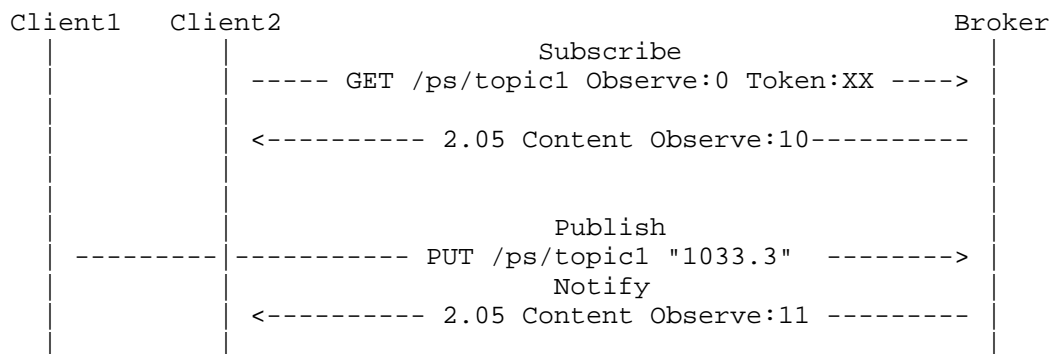 Client1 Client2 Broker
Subscribe
----- GET /ps/topic1 Observe:0 Token:XX ---->
<---------- 2.05 Content Observe:10----------
Publish
---------|----------- PUT /ps/topic1 "1033.3" -------->
Notify
<---------- 2.05 Content Observe:11 ---------